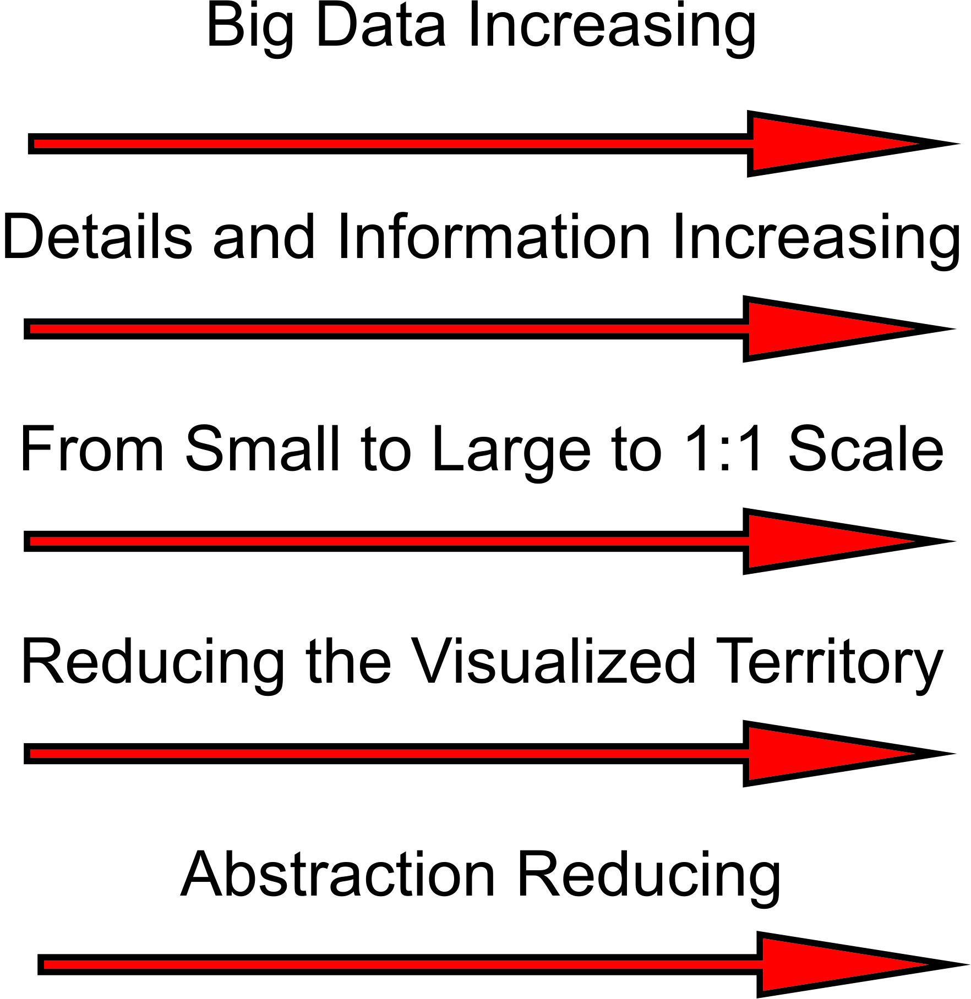 Big Data Increasing
Details and Information Increasing
From Small to Large to 1:1 Scale
Reducing the Visualized Territory
Abstraction Reducing